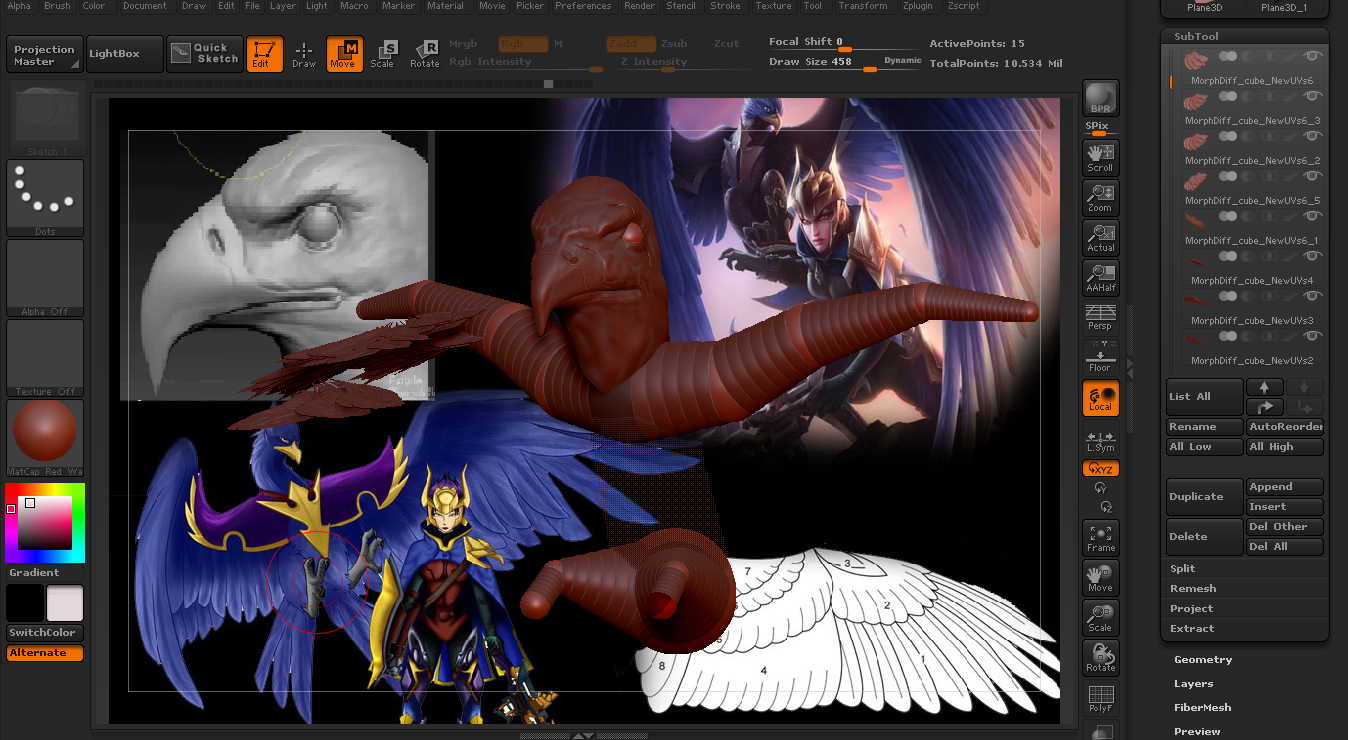 Alpha Brush Color Document Draw Edit File Layer Light Macro Marker Material Movie Picker Preferences Render Stencil Stroke Texture Tool Transform Zplugin Zscript
Plane3D Plane3D_1
Projection Master
LightBox
Quick Sketch
Edit
Draw
Move
Scale
Rotate
Mrgb Rgb M
Rgb Intensity
Zadd Zsub Zcut
Z Intensity
Focal Shift 0
Draw Size 458 Dynamic
ActivePoints: 15
TotalPoints: 10.534 Mil
Sketch 1
Dots
Alpha Off
Texture Off
MatCap Red Wa
Gradient
SwitchColor
Alternate
7
3
2
5
8
4
1
BPR
SPix
Scroll
Zoom
Actual
AAHalf
Persp
Floor
Local
L.Sym
XYZ
Frame
Move
Scale
Rotate
PolyF
SubTool
MorphDiff_cube_NewUVs6
MorphDiff_cube_NewUVs6_3
MorphDiff_cube_NewUVs6_2
MorphDiff_cube_NewUVs6_5
MorphDiff_cube_NewUVs6_1
MorphDiff_cube_NewUVs4
MorphDiff_cube_NewUVs3
MorphDiff_cube_NewUVs2
List All
Rename AutoReorder
All Low All High
Duplicate
Append
Insert
Delete
Del Other
Del All
Split
Remesh
Project
Extract
Geometry
Layers
FiberMesh
Preview